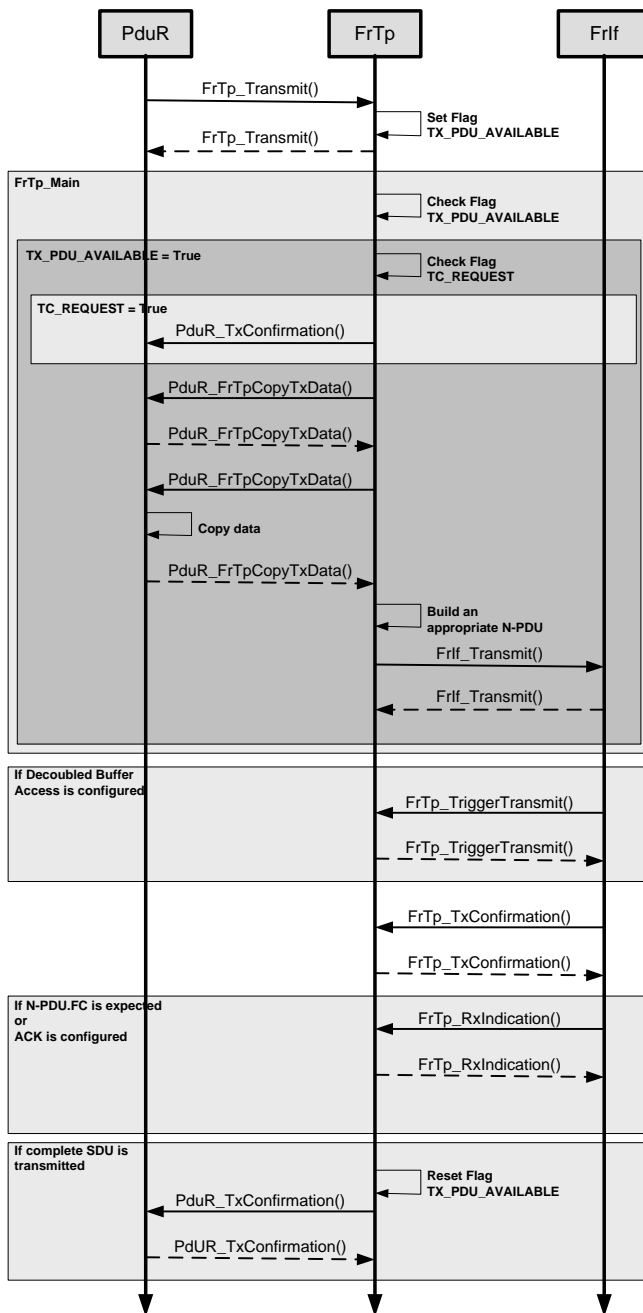 PduR
FrTp
FrIf
FrTp_Transmit()
Set Flag
TX_PDU_AVAILABLE
FrTp_Transmit()
FrTp_Main
Check Flag
TX_PDU_AVAILABLE
TX_PDU_AVAILABLE = True
Check Flag
TC_REQUEST
TC_REQUEST = True
PduR_TxConfirmation()
PduR_FrTpCopyTxData()
PduR_FrTpCopyTxData()
PduR_FrTpCopyTxData()
Copy data
PduR_FrTpCopyTxData()
Build an
appropriate N-PDU
FrIf_Transmit()
FrIf_Transmit()
If Decoubled Buffer
Access is configured
FrTp_TriggerTransmit()
FrTp_TriggerTransmit()
FrTp_TxConfirmation()
FrTp_TxConfirmation()
If N-PDU.FC is expected
or
ACK is configured
FrTp_RxIndication()
FrTp_RxIndication()
If complete SDU is
transmitted
Reset Flag
TX_PDU_AVAILABLE
PduR_TxConfirmation()
PdUR_TxConfirmation()